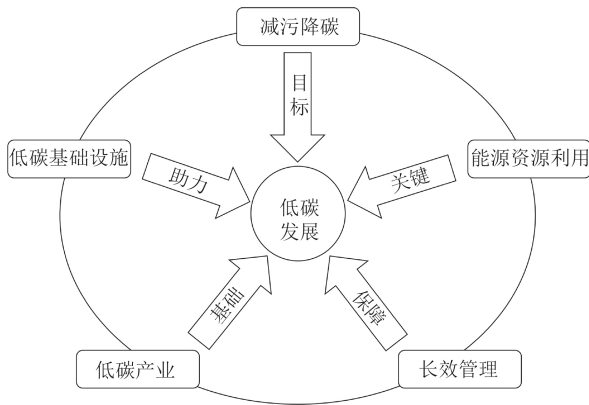 减污降碳
目标
低碳基础设施
能源资源利用
助力
关键
低碳
发展
基础
保障
低碳产业
长效管理